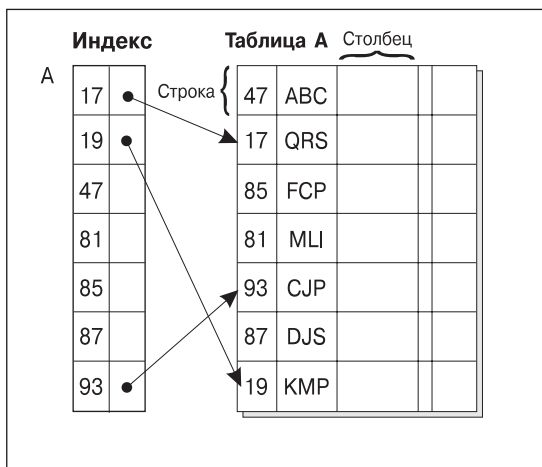 Индекс Таблица А Столбец
А
17 Строка 47 ABC
19 17 QRS
47 85 FCP
81 81 MLI
85 93 CJP
87 87 DJS
93 19 KMP